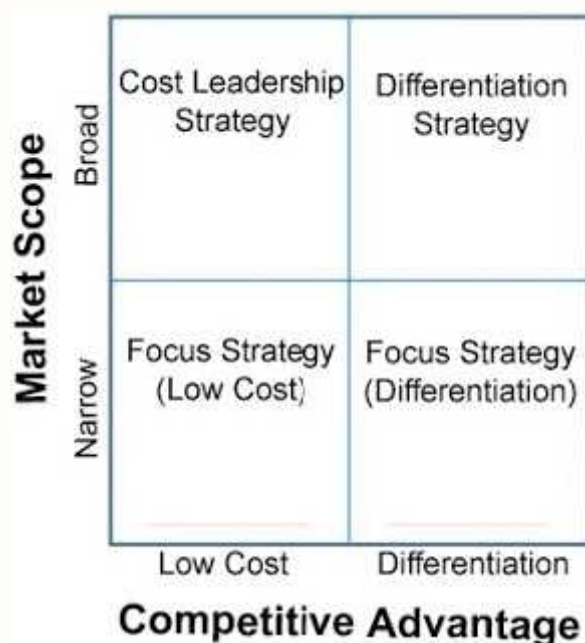 Cost Leadership
Strategy
Differentiation
Strategy
Focus Strategy
(Low Cost)
Focus Strategy
(Differentiation)
Market Scope
Broad
Narrow
Low Cost
Differentiation
Competitive Advantage